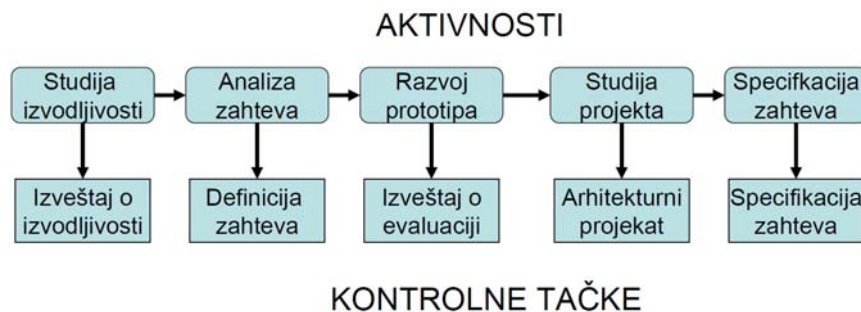 AKTIVNOSTI
Studija
izvodljivosti
Analiza
zahteva
Razvoj
prototipa
Studija
projekta
Specifkacija
zahteva
Izveštaj o
izvodljivosti
Definicija
zahteva
Izveštaj o
evaluaciji
Arhitekturni
projekat
Specifikacija
zahteva
KONTROLNE TAČKE